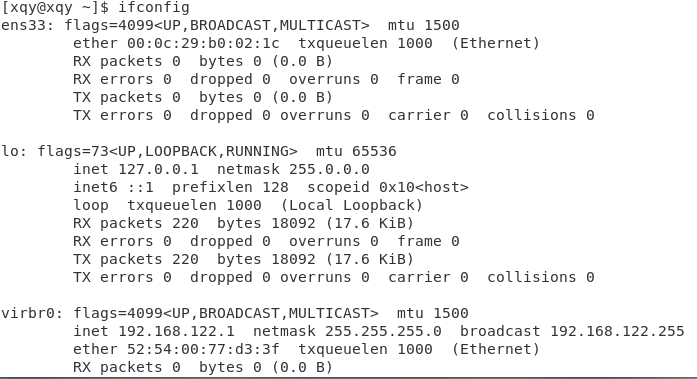 [xqy@xqy ~]$ ifconfig
ens33: flags=4099<UP,BROADCAST,MULTICAST>  mtu 1500
        ether 00:0c:29:b0:02:1c  txqueuelen 1000  (Ethernet)
        RX packets 0  bytes 0 (0.0 B)
        RX errors 0  dropped 0  overruns 0  frame 0
        TX packets 0  bytes 0 (0.0 B)
        TX errors 0  dropped 0 overruns 0  carrier 0  collisions 0

lo: flags=73<UP,LOOPBACK,RUNNING>  mtu 65536
        inet 127.0.0.1  netmask 255.0.0.0
        inet6 ::1  prefixlen 128  scopeid 0x10<host>
        loop  txqueuelen 1000  (Local Loopback)
        RX packets 220  bytes 18092 (17.6 KiB)
        RX errors 0  dropped 0  overruns 0  frame 0
        TX packets 220  bytes 18092 (17.6 KiB)
        TX errors 0  dropped 0 overruns 0  carrier 0  collisions 0

virbr0: flags=4099<UP,BROADCAST,MULTICAST>  mtu 1500
        inet 192.168.122.1  netmask 255.255.255.0  broadcast 192.168.122.255
        ether 52:54:00:77:d3:3f  txqueuelen 1000  (Ethernet)
        RX packets 0  bytes 0 (0.0 B)